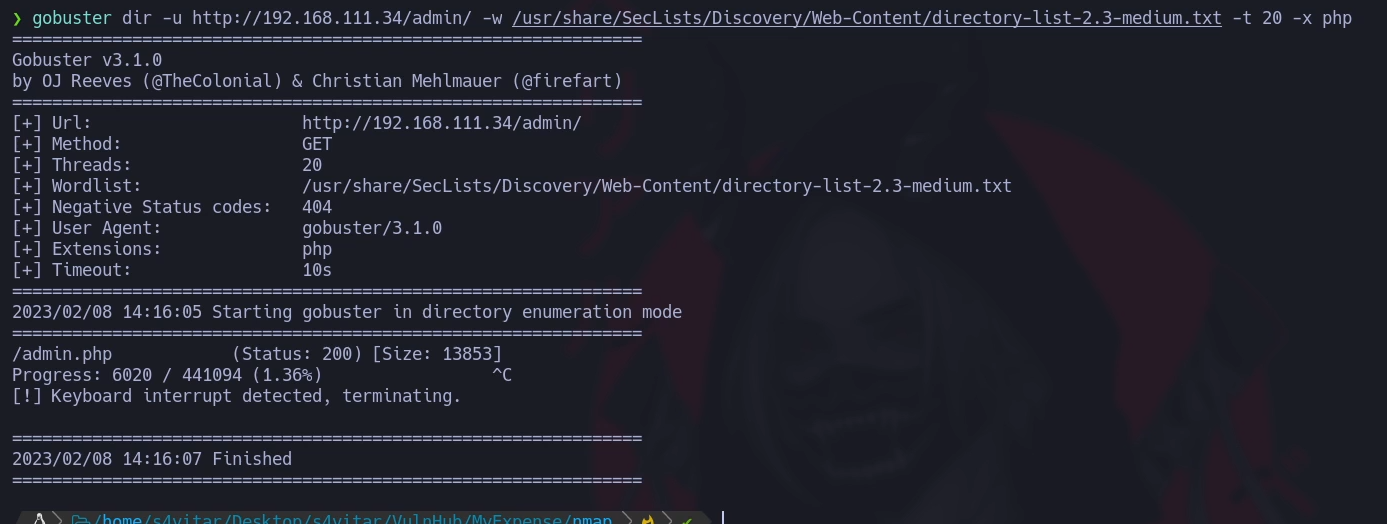 ❯ gobuster dir -u http://192.168.111.34/admin/ -w /usr/share/SecLists/Discovery/Web-Content/directory-list-2.3-medium.txt -t 20 -x php
===============================================================
Gobuster v3.1.0
by OJ Reeves (@TheColonial) & Christian Mehlmauer (@firefart)
===============================================================
[+] Url:                     http://192.168.111.34/admin/
[+] Method:                  GET
[+] Threads:                 20
[+] Wordlist:                /usr/share/SecLists/Discovery/Web-Content/directory-list-2.3-medium.txt
[+] Negative Status codes:   404
[+] User Agent:              gobuster/3.1.0
[+] Extensions:              php
[+] Timeout:                 10s
===============================================================
2023/02/08 14:16:05 Starting gobuster in directory enumeration mode
===============================================================
/admin.php            (Status: 200) [Size: 13853]
Progress: 6020 / 441094 (1.36%)                 ^C
[!] Keyboard interrupt detected, terminating.
===============================================================
2023/02/08 14:16:07 Finished
===============================================================
/home/s4vitar/Desktop/s4vitar/VulnHub/MyExpense/nmap